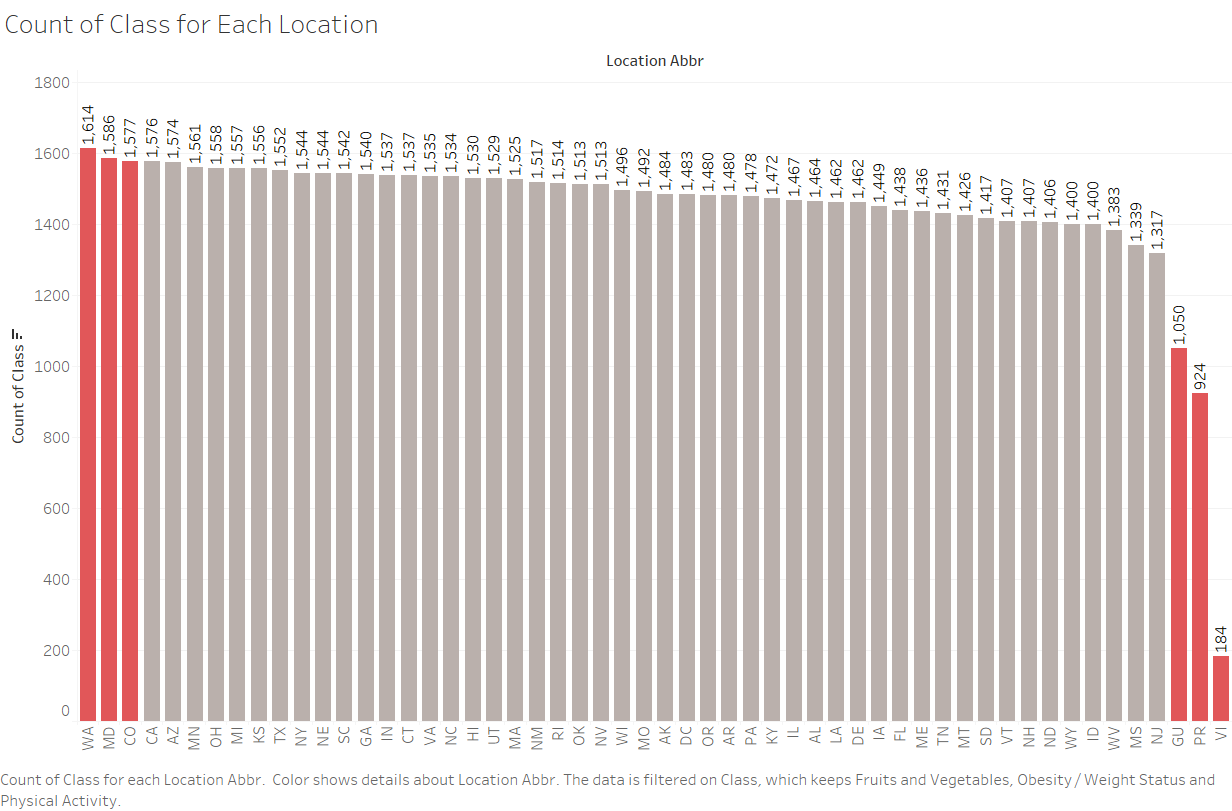 Count of Class for Each Location
Location Abbr
Count of Class
1800
1600
1400
1200
1000
800
600
400
200
0
1,614
1,586
1,577
1,576
1,574
1,561
1,558
1,557
1,556
1,552
1,544
1,544
1,542
1,540
1,537
1,537
1,535
1,534
1,530
1,529
1,525
1,517
1,514
1,513
1,513
1,496
1,492
1,484
1,483
1,480
1,480
1,478
1,472
1,467
1,464
1,462
1,462
1,449
1,438
1,436
1,431
1,426
1,417
1,407
1,407
1,406
1,400
1,400
1,383
1,339
1,317
1,050
924
184
WA
MD
CO
CA
AZ
MN
OH
MI
KS
TX
NY
NE
SC
GA
IN
CT
VA
NC
HI
UT
MA
NM
RI
OK
NV
WI
MO
AK
DC
OR
AR
PA
KY
IL
AL
LA
DE
IA
FL
ME
TN
MT
SD
VT
NH
ND
WY
ID
WV
MS
NJ
GU
PR
VI
Count of Class for each Location Abbr.  Color shows details about Location Abbr. The data is filtered on Class, which keeps Fruits and Vegetables, Obesity / Weight Status and
Physical Activity.